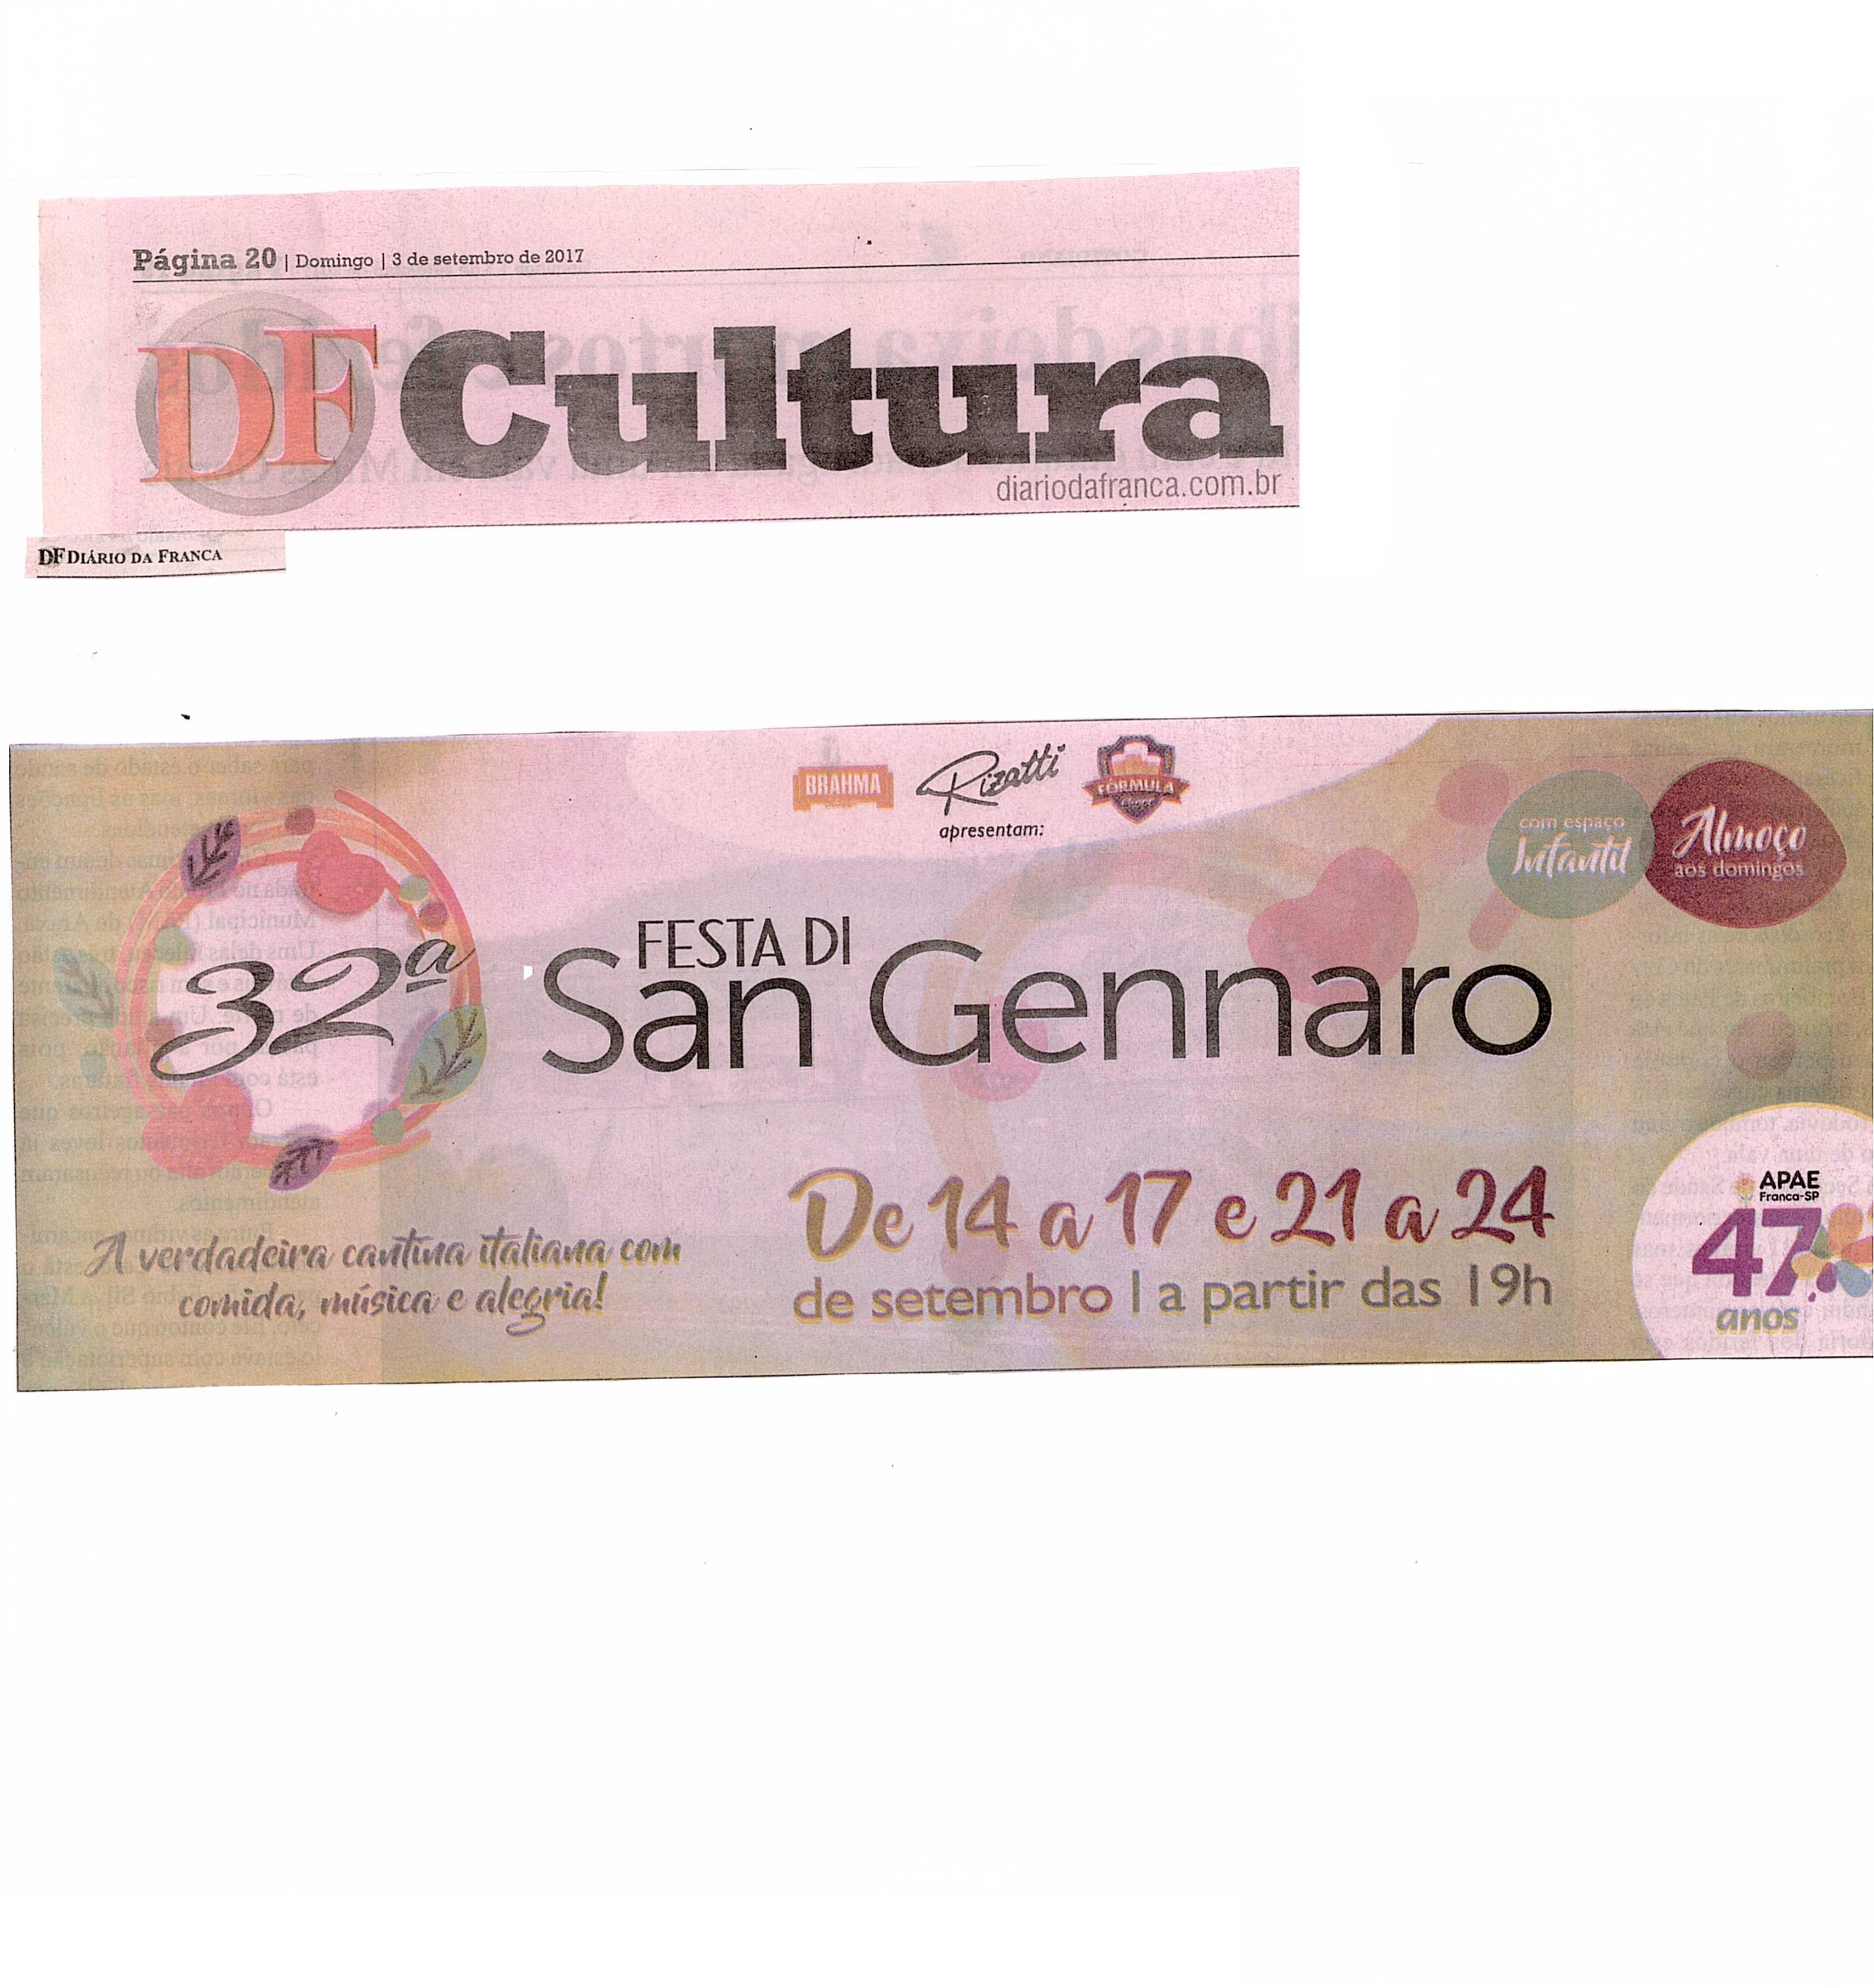 Página 20 | Domingo | 3 de setembro de 2017
DF Cultura
diariodafranca.com.br
DF DIÁRIO DA FRANCA
BRAHMA
Rizatti
FÓRMULA
apresentam:
com espaço
Infantil
Almoço
aos domingos
32ª
FESTA DI
San Gennaro
De 14 a 17 e 21 a 24
de setembro | a partir das 19h
A verdadeira cantina italiana com
comida, música e alegria!
APAE
Franca-SP
47
anos